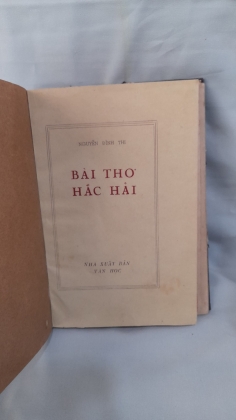 NGUYỄN ĐÌNH THI
BÀI THƠ
HẮC HẢI
NHÀ XUẤT BẢN
VĂN HỌC